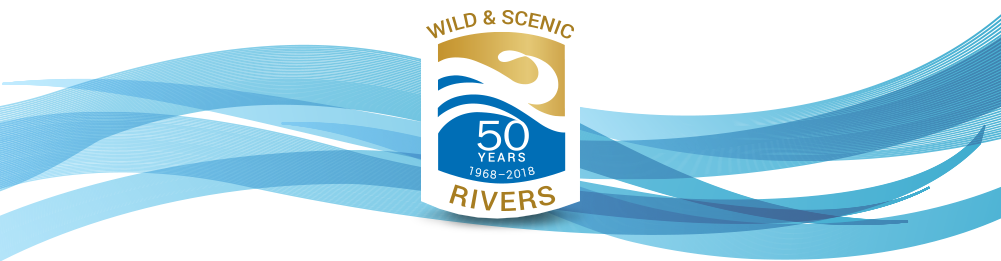 WILD & SCENIC
50
YEARS
1968–2018
RIVERS